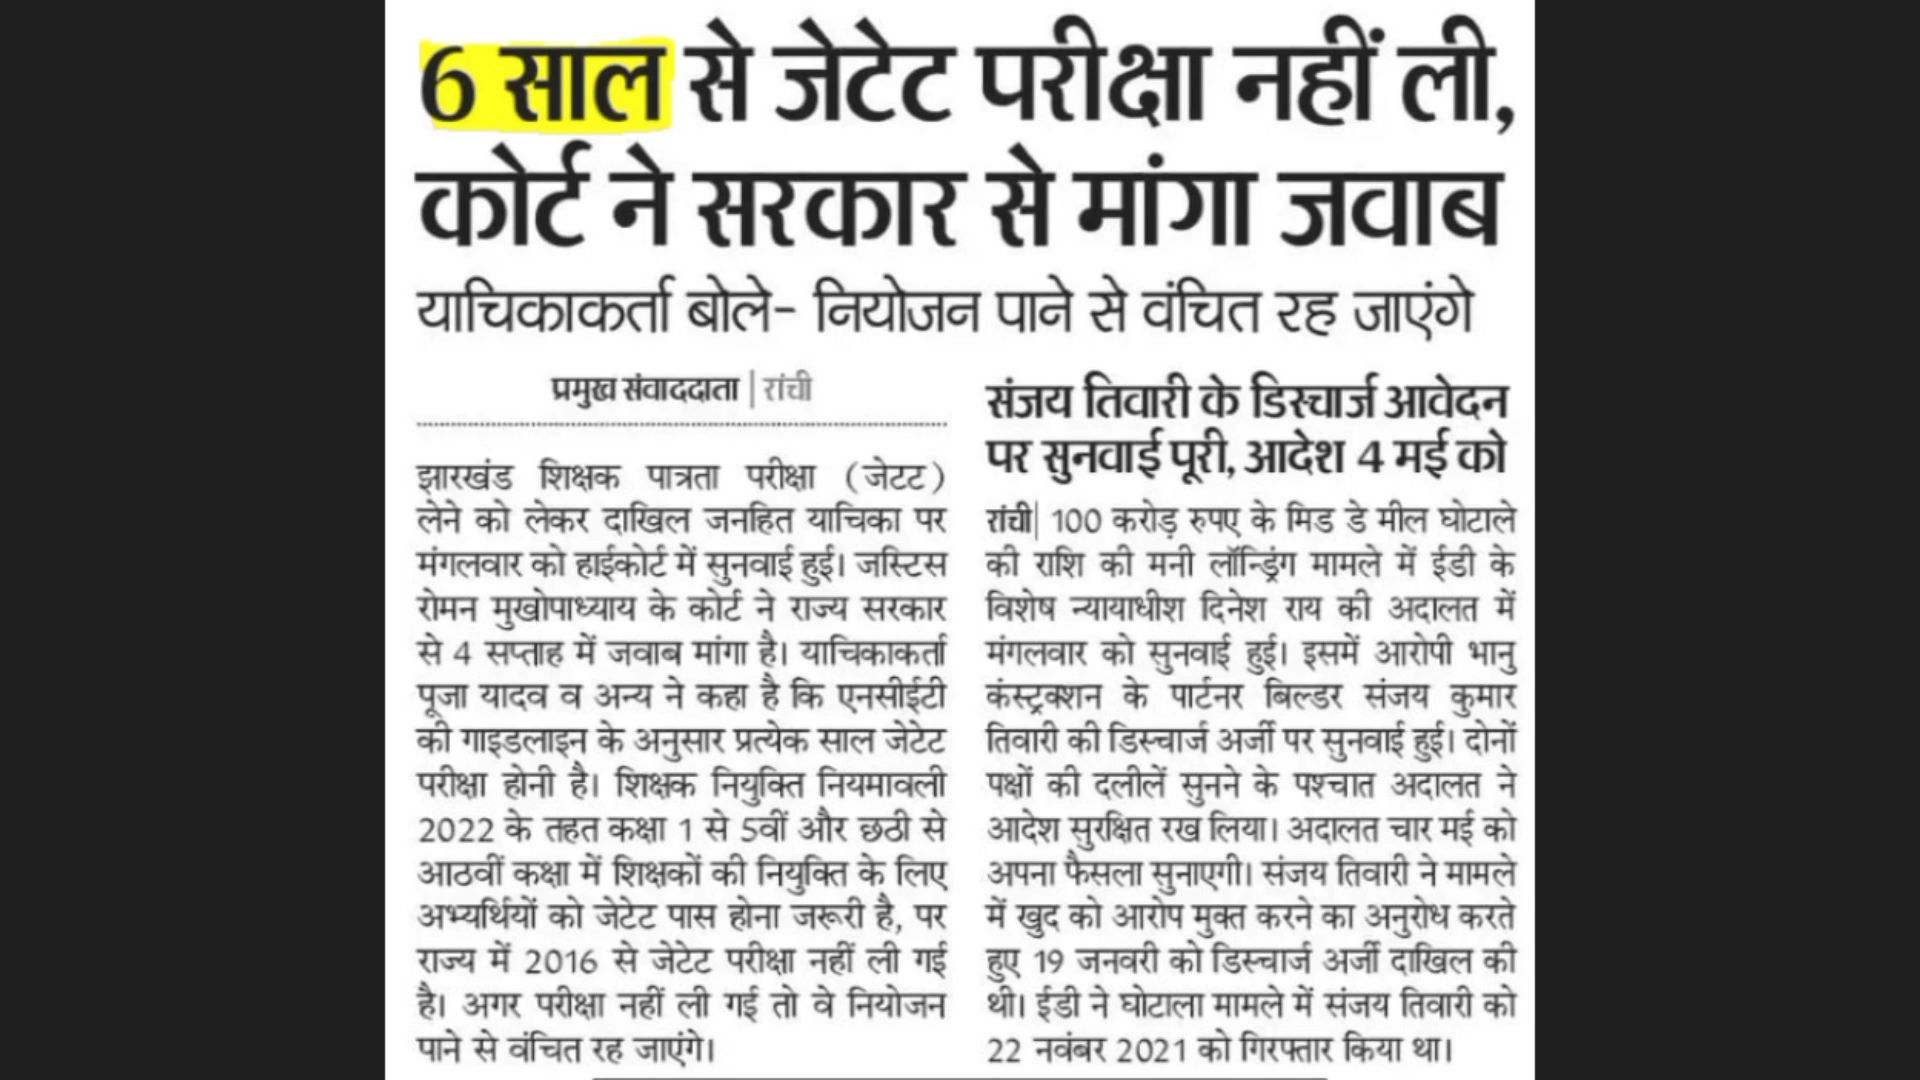 6 साल से जेटेट परीक्षा नहीं ली,
कोर्ट ने सरकार से मांगा जवाब
याचिकाकर्ता बोले- नियोजन पाने से वंचित रह जाएंगे
प्रमुख संवाददाता | रांची
झारखंड शिक्षक पात्रता परीक्षा (जेटट)
लेने को लेकर दाखिल जनहित याचिका पर
मंगलवार को हाईकोर्ट में सुनवाई हुई। जस्टिस
रोमन मुखोपाध्याय के कोर्ट ने राज्य सरकार
से 4 सप्ताह में जवाब मांगा है। याचिकाकर्ता
पूजा यादव व अन्य ने कहा है कि एनसीईटी
की गाइडलाइन के अनुसार प्रत्येक साल जेटेट
परीक्षा होनी है। शिक्षक नियुक्ति नियमावली
2022 के तहत कक्षा 1 से 5वीं और छठी से
आठवीं कक्षा में शिक्षकों की नियुक्ति के लिए
अभ्यर्थियों को जेटेट पास होना जरूरी है, पर
राज्य में 2016 से जेटेट परीक्षा नहीं ली गई
है। अगर परीक्षा नहीं ली गई तो वे नियोजन
पाने से वंचित रह जाएंगे।
संजय तिवारी के डिस्चार्ज आवेदन
पर सुनवाई पूरी, आदेश 4 मई को
रांची| 100 करोड़ रुपए के मिड डे मील घोटाले
की राशि की मनी लॉन्ड्रिंग मामले में ईडी के
विशेष न्यायाधीश दिनेश राय की अदालत में
मंगलवार को सुनवाई हुई। इसमें आरोपी भानु
कंस्ट्रक्शन के पार्टनर बिल्डर संजय कुमार
तिवारी की डिस्चार्ज अर्जी पर सुनवाई हुई। दोनों
पक्षों की दलीलें सुनने के पश्चात अदालत ने
आदेश सुरक्षित रख लिया। अदालत चार मई को
अपना फैसला सुनाएगी। संजय तिवारी ने मामले
में खुद को आरोप मुक्त करने का अनुरोध करते
हुए 19 जनवरी को डिस्चार्ज अर्जी दाखिल की
थी। ईडी ने घोटाला मामले में संजय तिवारी को
22 नवंबर 2021 को गिरफ्तार किया था।